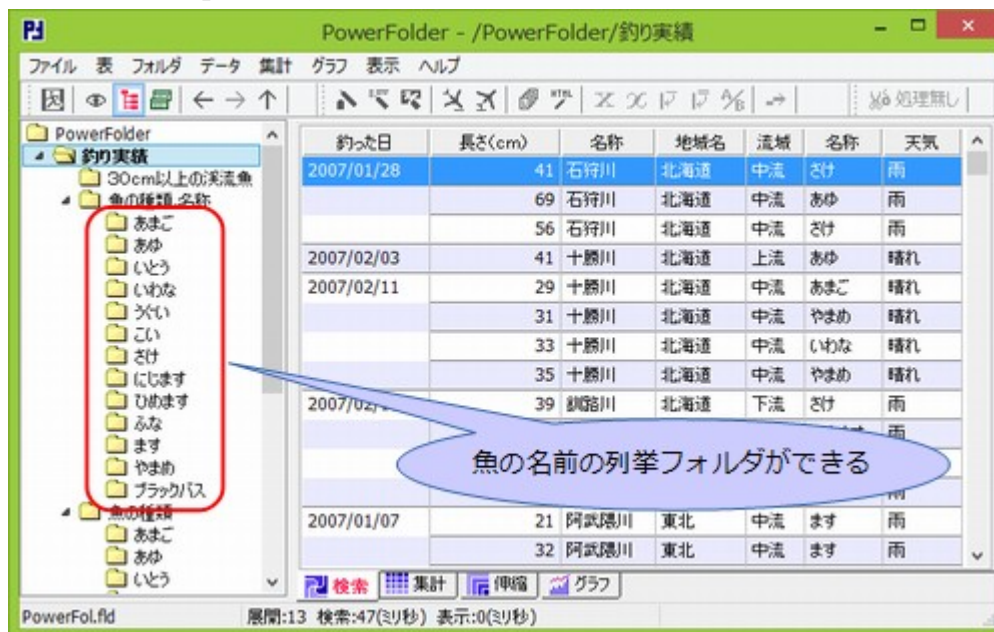 PowerFolder - /PowerFolder/釣り実績
ファイル 表 フォルダ データ 集計 グラフ 表示 ヘルプ
処理無し
PowerFolder
釣り実績
30cm以上の渓流魚
魚の種類.名称
あまご
あゆ
いとう
いわな
うぐい
こい
さけ
にじます
ひめます
ふな
ます
やまめ
ブラックバス
魚の種類
あまご
あゆ
いとう
釣った日 長さ(cm) 名称 地域名 流域 名称 天気
2007/01/28 41 石狩川 北海道 中流 さけ 雨
69 石狩川 北海道 中流 あゆ 雨
56 石狩川 北海道 中流 さけ 雨
2007/02/03 41 十勝川 北海道 上流 あゆ 晴れ
2007/02/11 29 十勝川 北海道 中流 あまご 晴れ
31 十勝川 北海道 中流 やまめ 晴れ
33 十勝川 北海道 中流 いわな 晴れ
35 十勝川 北海道 中流 やまめ 晴れ
2007/02/ 39 釧路川 北海道 下流 さけ 雨
雨
魚の名前の列挙フォルダができる
雨
2007/01/07 21 阿武隈川 東北 中流 ます 雨
32 阿武隈川 東北 中流 ます 雨
検索 集計 伸縮 グラフ
PowerFol.fld 展開:13 検索:47(ミリ秒) 表示:0(ミリ秒)